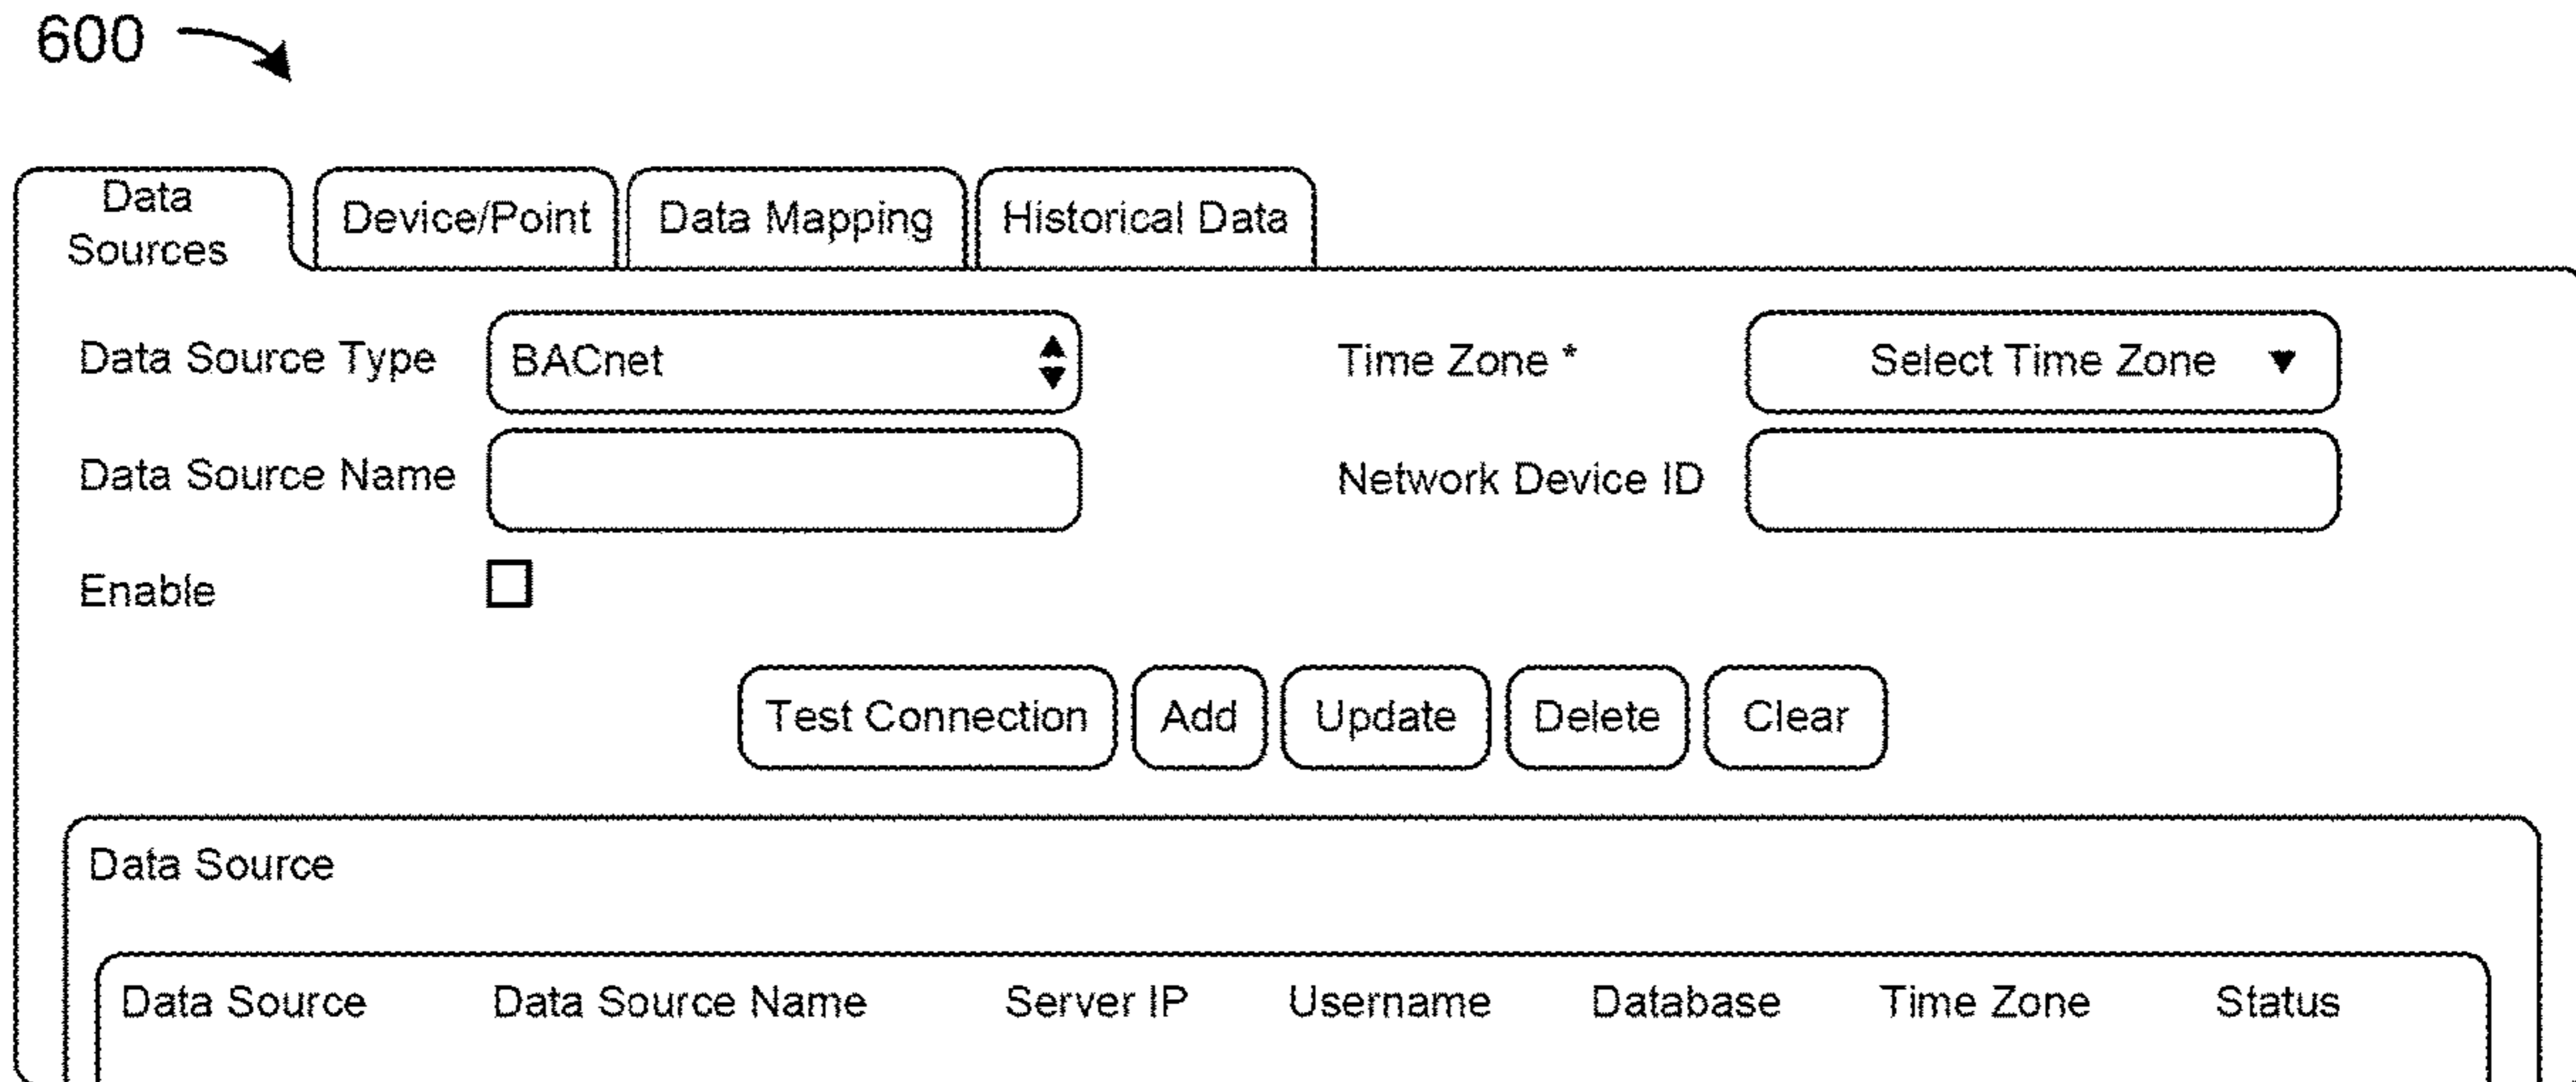 600
Data Sources
Device/Point
Data Mapping
Historical Data
Data Source Type
BACnet
Time Zone *
Select Time Zone
Data Source Name
Network Device ID
Enable
Test Connection
Add
Update
Delete
Clear
Data Source
Data Source
Data Source Name
Server IP
Username
Database
Time Zone
Status